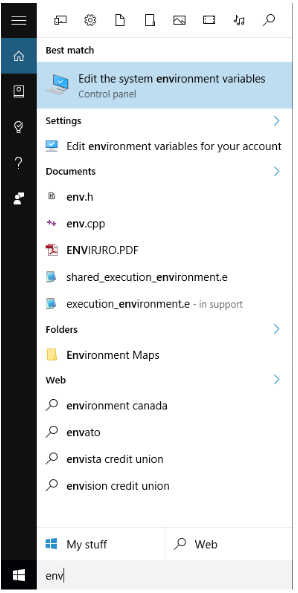 Best match
Edit the system environment variables
Control panel
Settings
Edit environment variables for your account
Documents
env.h
env.cpp
ENVIRJRO.PDF
shared_execution_environment.e
execution_environment.e - in support
Folders
Environment Maps
Web
environment canada
envato
envista credit union
envision credit union
My stuff
Web
env